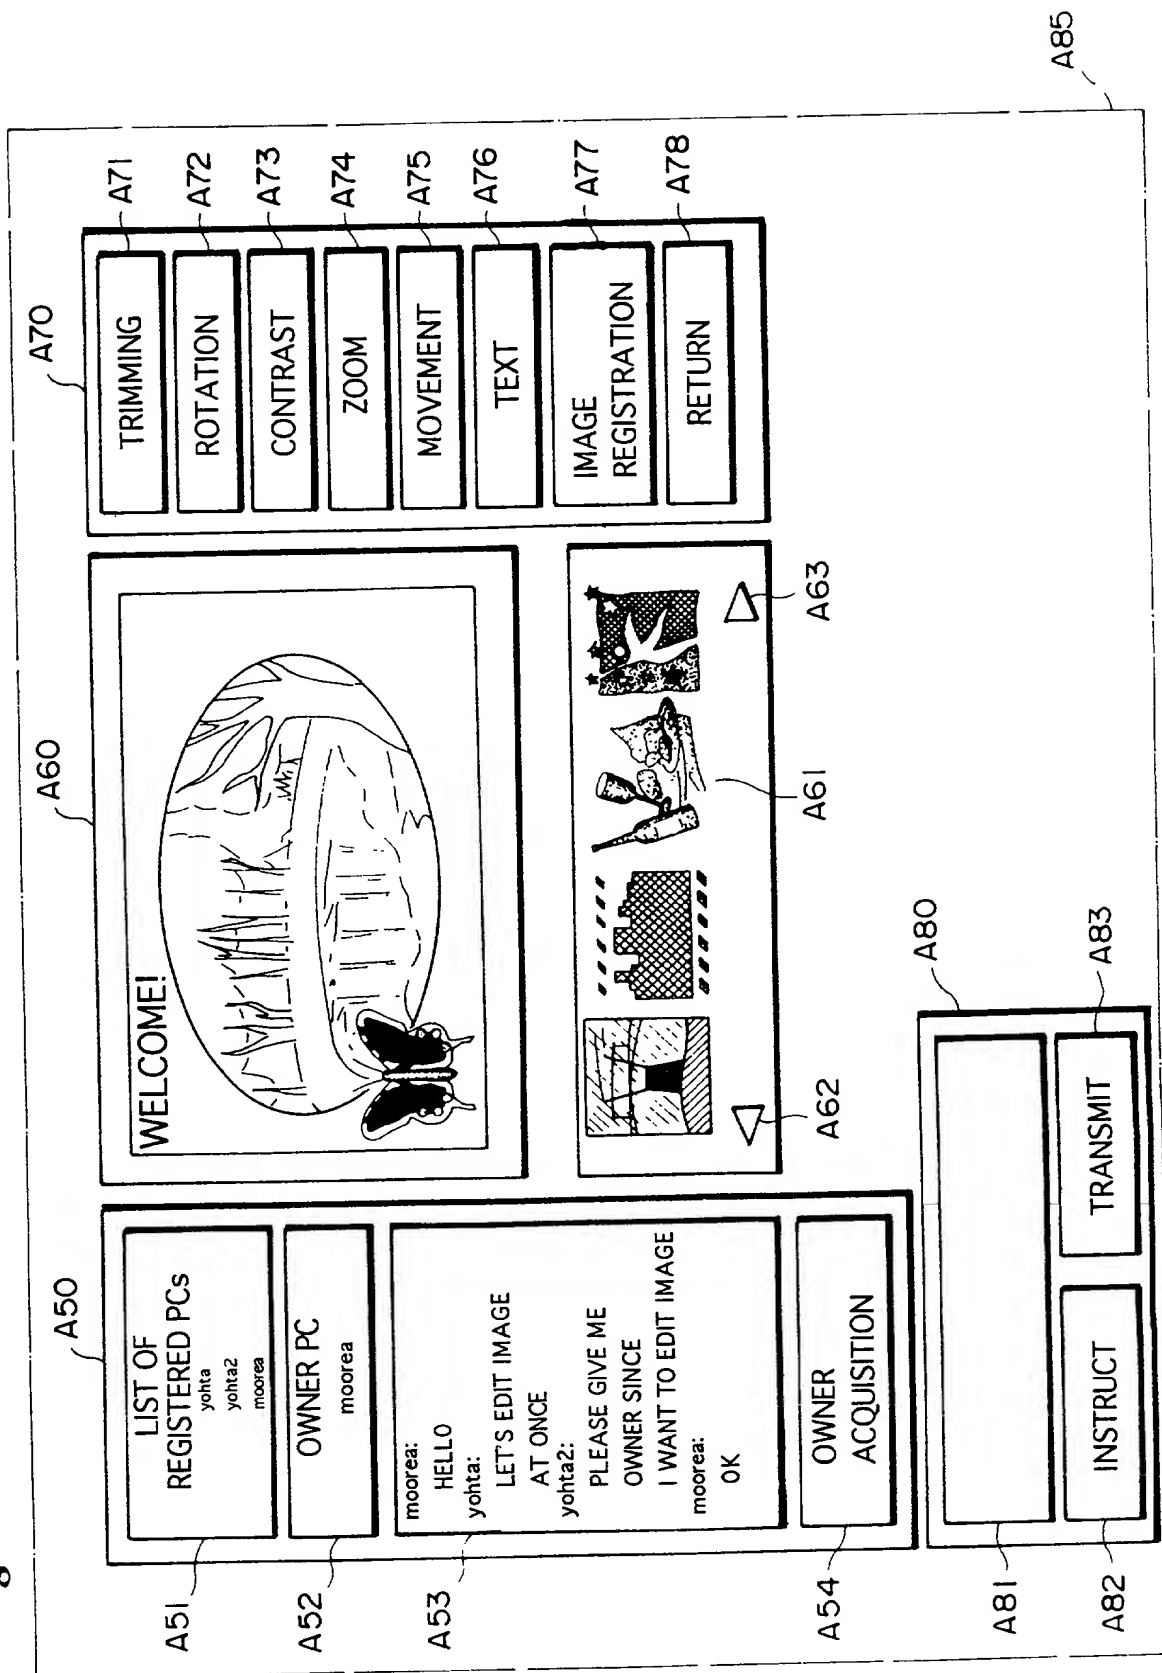 A50
LIST OF
REGISTERED PCs
yohta
yohta2
moorea
A51
OWNER PC
moorea
A52
moorea:
HELLO
yohta:
LET'S EDIT IMAGE
AT ONCE
yohta2:
PLEASE GIVE ME
OWNER SINCE
I WANT TO EDIT IMAGE
moorea:
OK
A53
OWNER
ACQUISITION
A54
A60
WELCOME!
A61
A62
A63
A70
TRIMMING
A71
ROTATION
A72
CONTRAST
A73
ZOOM
A74
MOVEMENT
A75
TEXT
A76
IMAGE
REGISTRATION
A77
RETURN
A78
A80
A81
INSTRUCT
A82
TRANSMIT
A83
A85